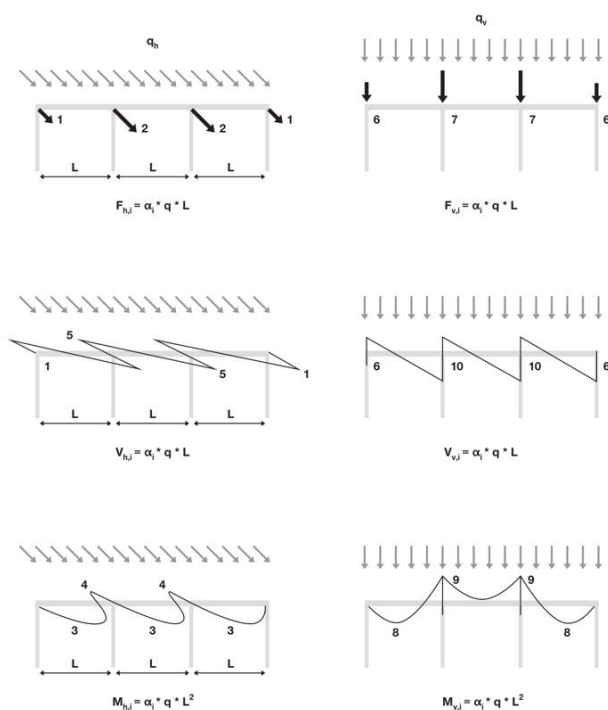 q_h
q_v
1 2 2 1
6 7 7 6
L L L
F_h,i = α_i * q * L
F_v,i = α_i * q * L
5
1 5 1
6 10 10 6
L L L
V_h,i = α_i * q * L
V_v,i = α_i * q * L
4 4
9 9
3 3 3
8 8
L L L
M_h,i = α_i * q * L²
M_v,i = α_i * q * L²